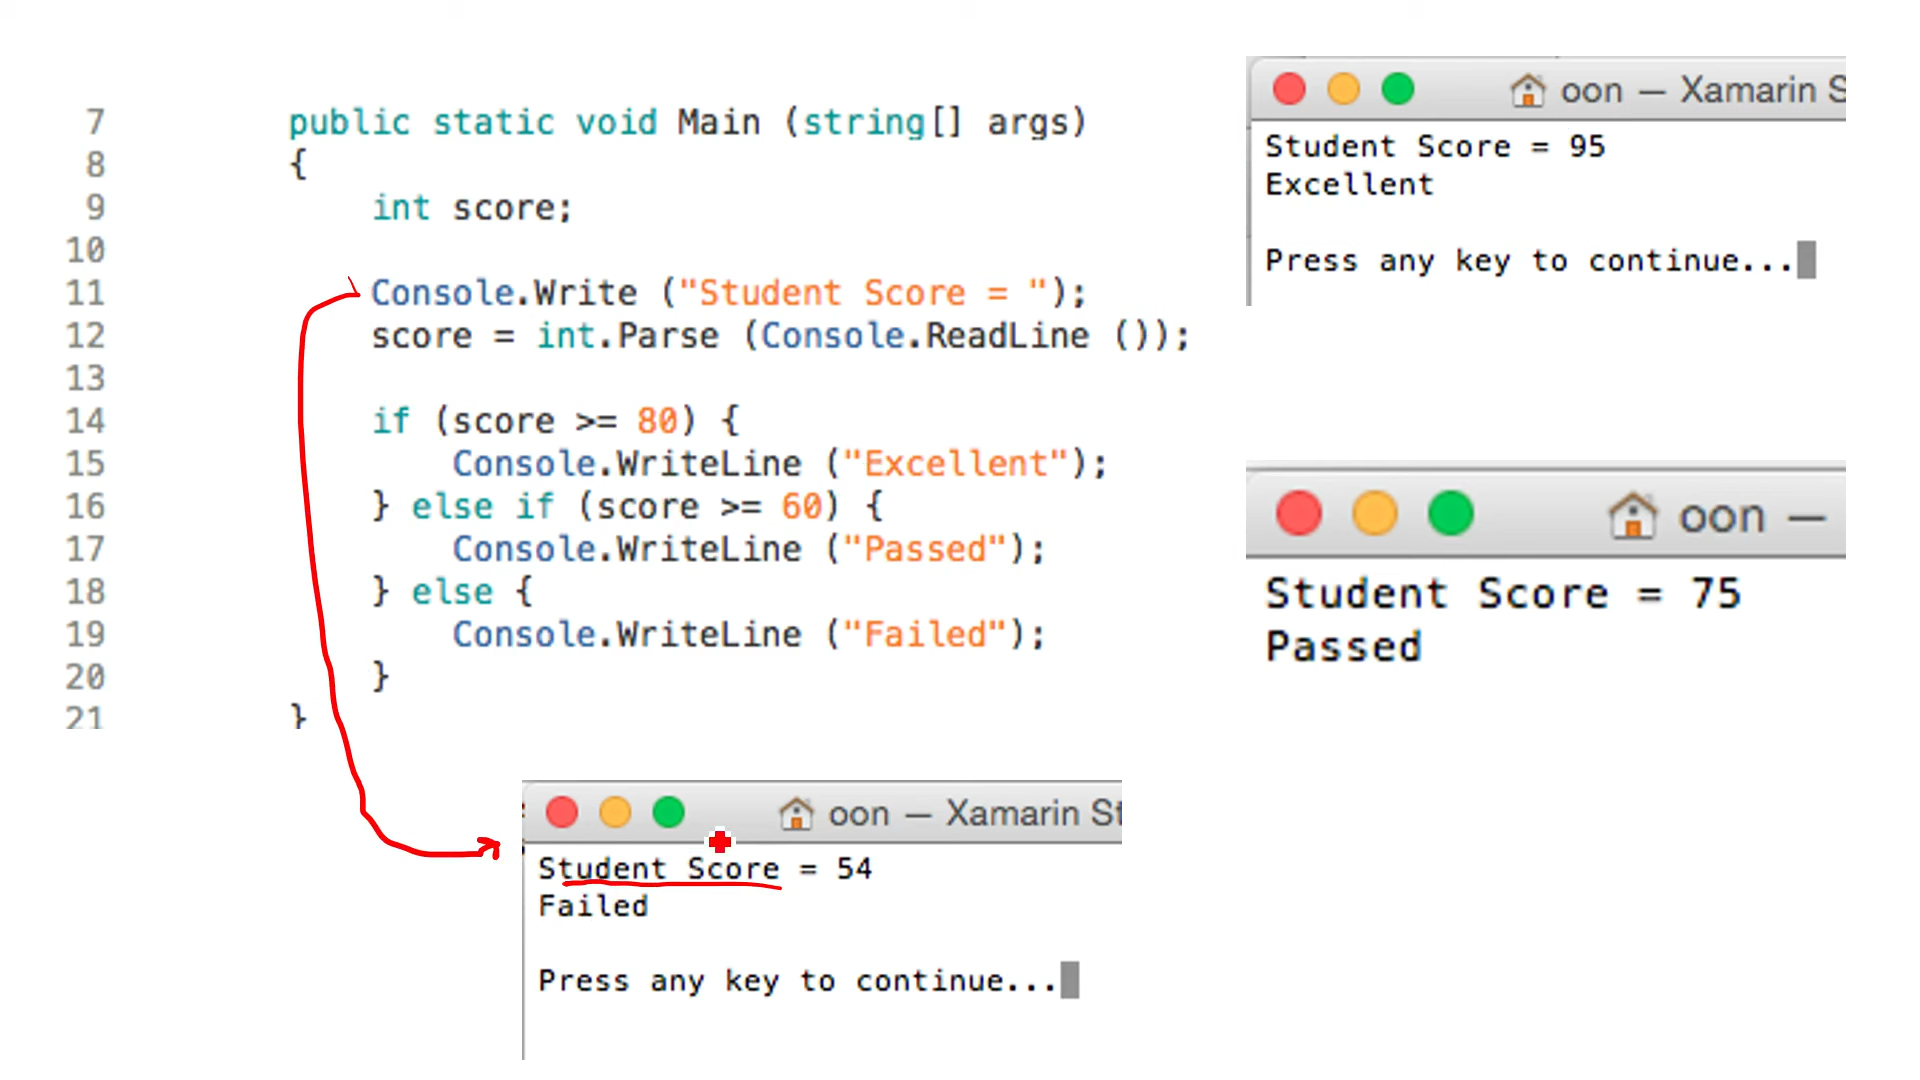 7 public static void Main (string[] args)
8 {
9 int score;
10
11 Console.Write ("Student Score = ");
12 score = int.Parse (Console.ReadLine ());
13
14 if (score >= 80) {
15 Console.WriteLine ("Excellent");
16 } else if (score >= 60) {
17 Console.WriteLine ("Passed");
18 } else {
19 Console.WriteLine ("Failed");
20 }
21 }
oon — Xamarin S
Student Score = 95
Excellent
Press any key to continue...
oon —
Student Score = 75
Passed
oon — Xamarin St
Student Score = 54
Failed
Press any key to continue...